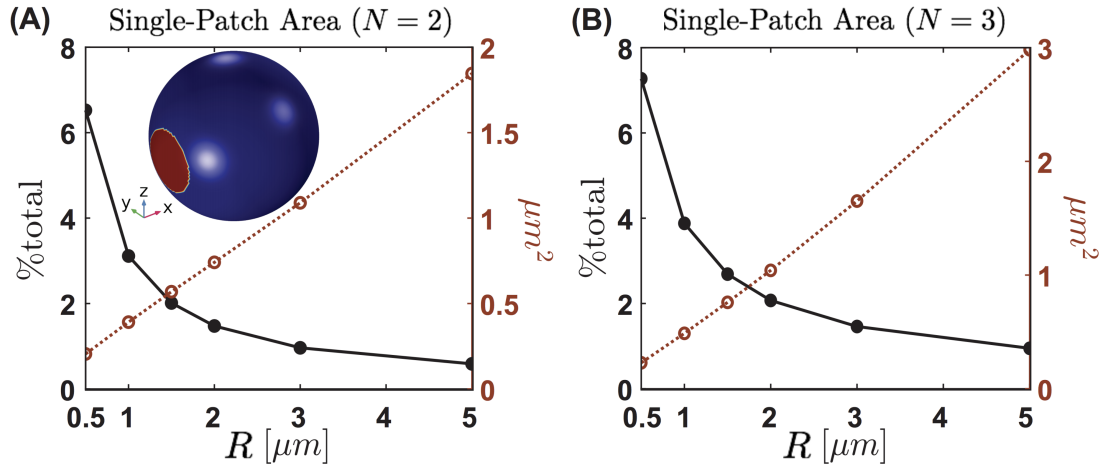 (A) Single-Patch Area (N = 2)
8
6
4
2
0
%total
2
1.5
1
0.5
0
μm²
0.5 1 2 3 4 5
R [μm]
z
y
x
(B) Single-Patch Area (N = 3)
8
6
4
2
0
%total
3
2
1
0
μm²
0.5 1 2 3 4 5
R [μm]